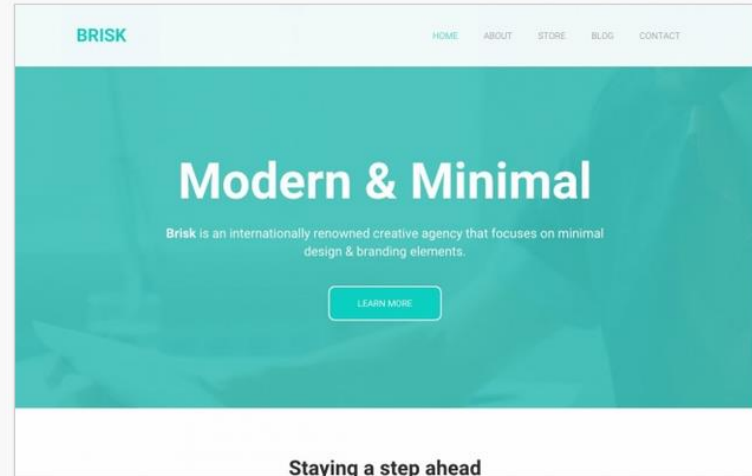 BRISK
HOME ABOUT STORE BLOG CONTACT
Modern & Minimal
Brisk is an internationally renowned creative agency that focuses on minimal
design & branding elements.
LEARN MORE
Staying a step ahead